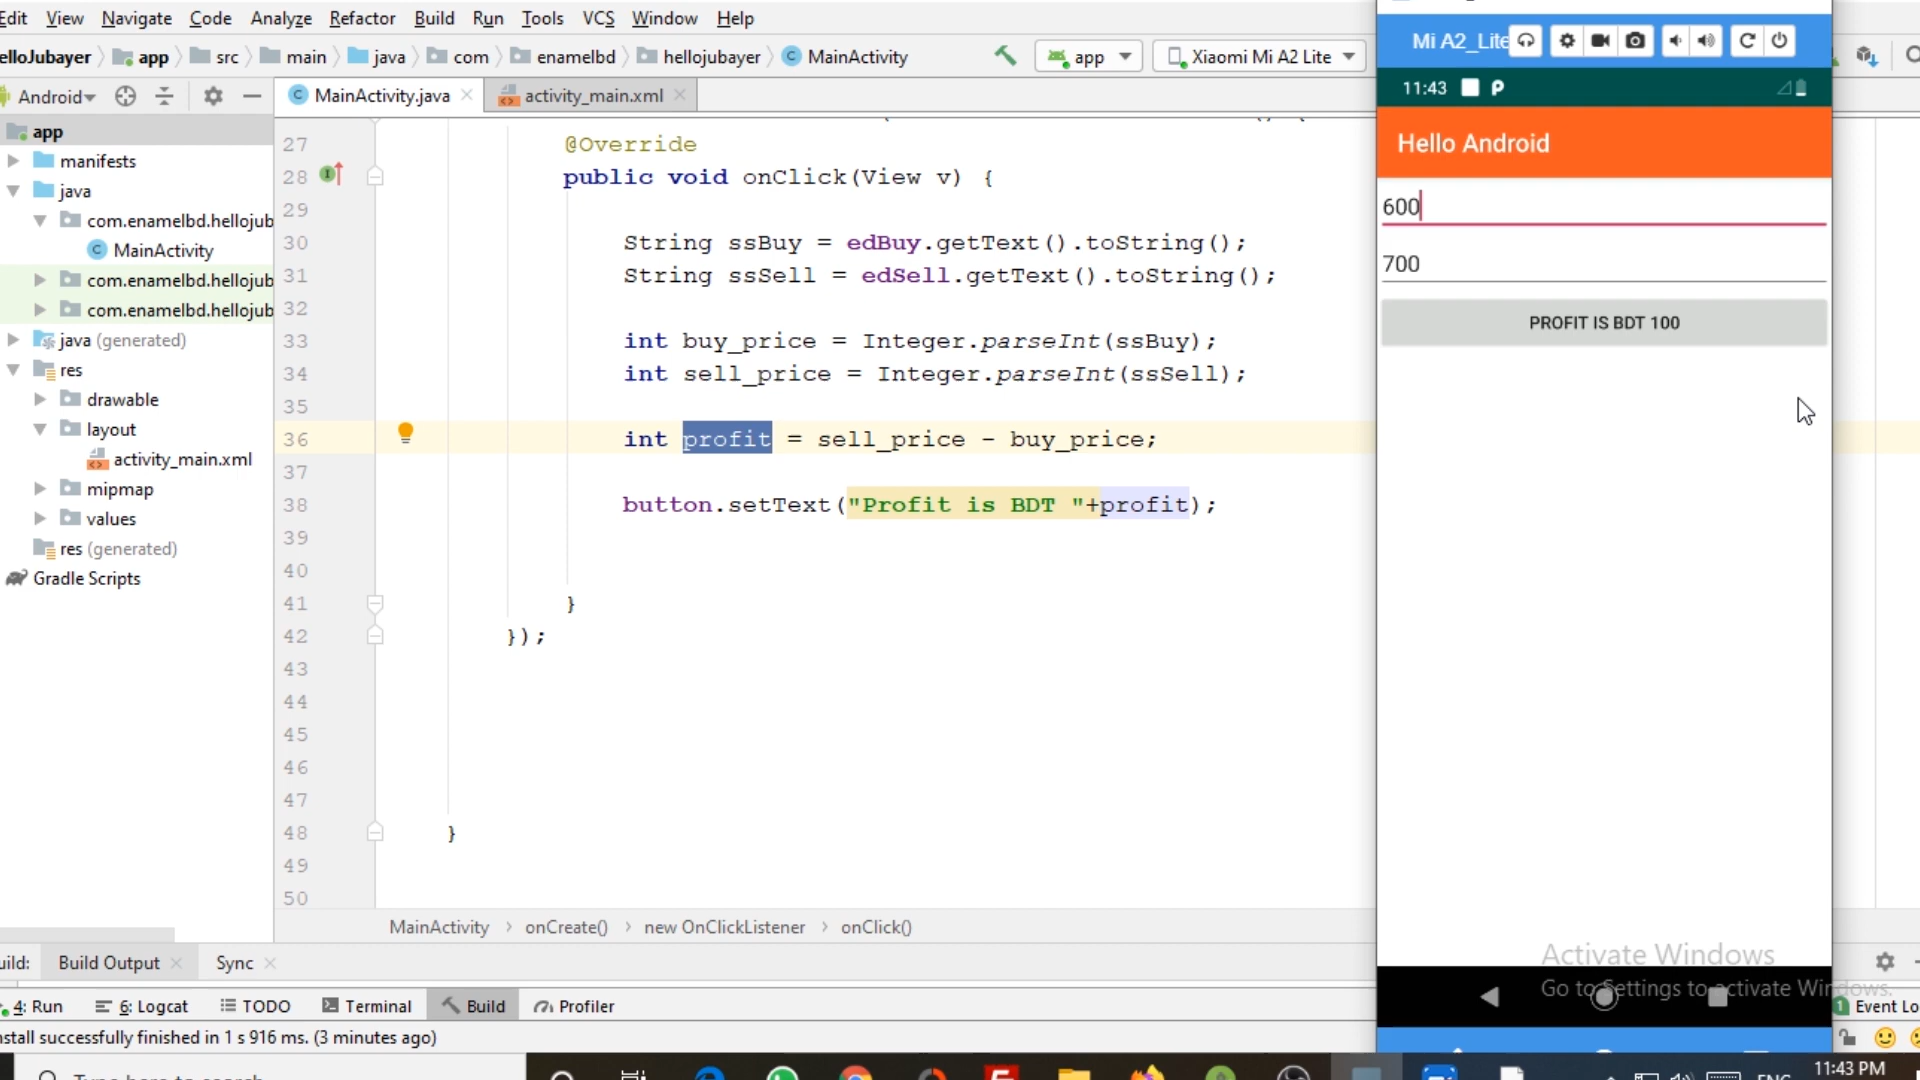 Edit View Navigate Code Analyze Refactor Build Run Tools VCS Window Help
elloJubayer app src main java com enamelbd hellojubayer MainActivity app Xiaomi Mi A2 Lite
Android MainActivity.java activity_main.xml
app
manifests
java
com.enamelbd.hellojub
MainActivity
com.enamelbd.hellojub
com.enamelbd.hellojub
java (generated)
res
drawable
layout
activity_main.xml
mipmap
values
res (generated)
Gradle Scripts
27 @Override
28 public void onClick(View v) {
29
30 String ssBuy = edBuy.getText().toString();
31 String ssSell = edSell.getText().toString();
32
33 int buy_price = Integer.parseInt(ssBuy);
34 int sell_price = Integer.parseInt(ssSell);
35
36 int profit = sell_price - buy_price;
37
38 button.setText("Profit is BDT "+profit);
39
40
41 }
42 });
43
44
45
46
47
48 }
49
50
MainActivity › onCreate() › new OnClickListener › onClick()
Mi A2_Lite
11:43
Hello Android
600
700
PROFIT IS BDT 100
Activate Windows
Go to Settings to activate Windows.
uild: Build Output Sync
4: Run 6: Logcat TODO Terminal Build Profiler 1 Event Lo
nstall successfully finished in 1 s 916 ms. (3 minutes ago)
Type here to search
ENG 11:43 PM